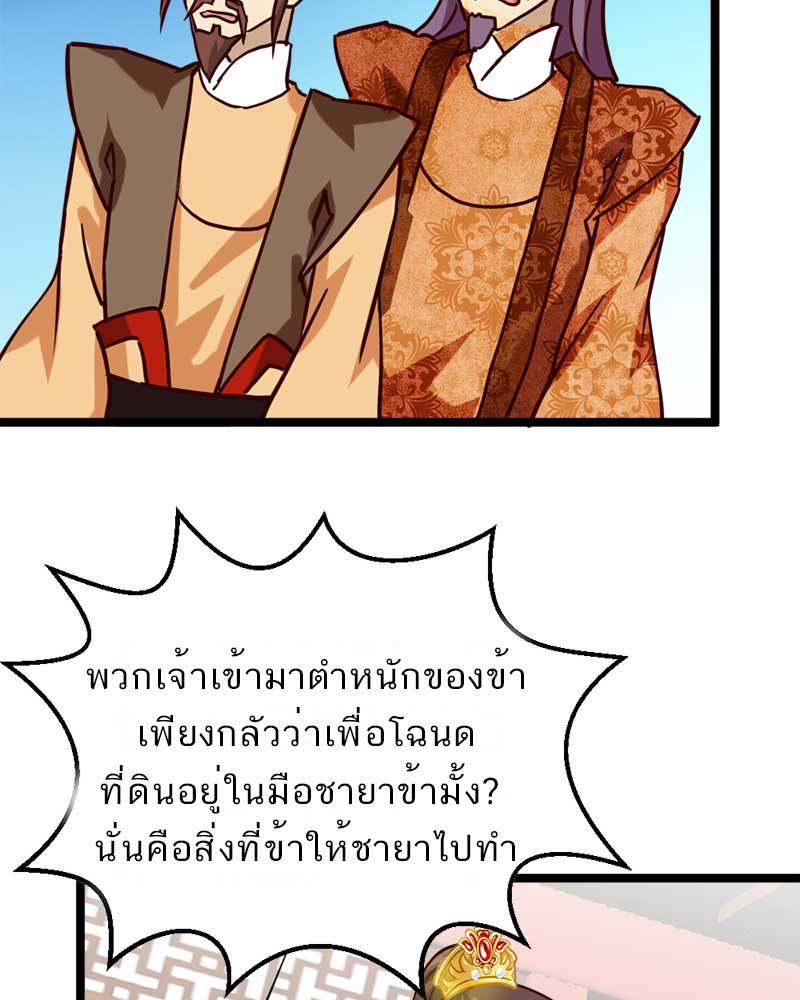 พวกเจ้าเข้ามาตำหนักของข้า
เพียงกลัวว่าเพื่อโฉนด
ที่ดินอยู่ในมือชายาข้ามั้ง?
นั่นคือสิ่งที่ข้าให้ชายาไปทำ